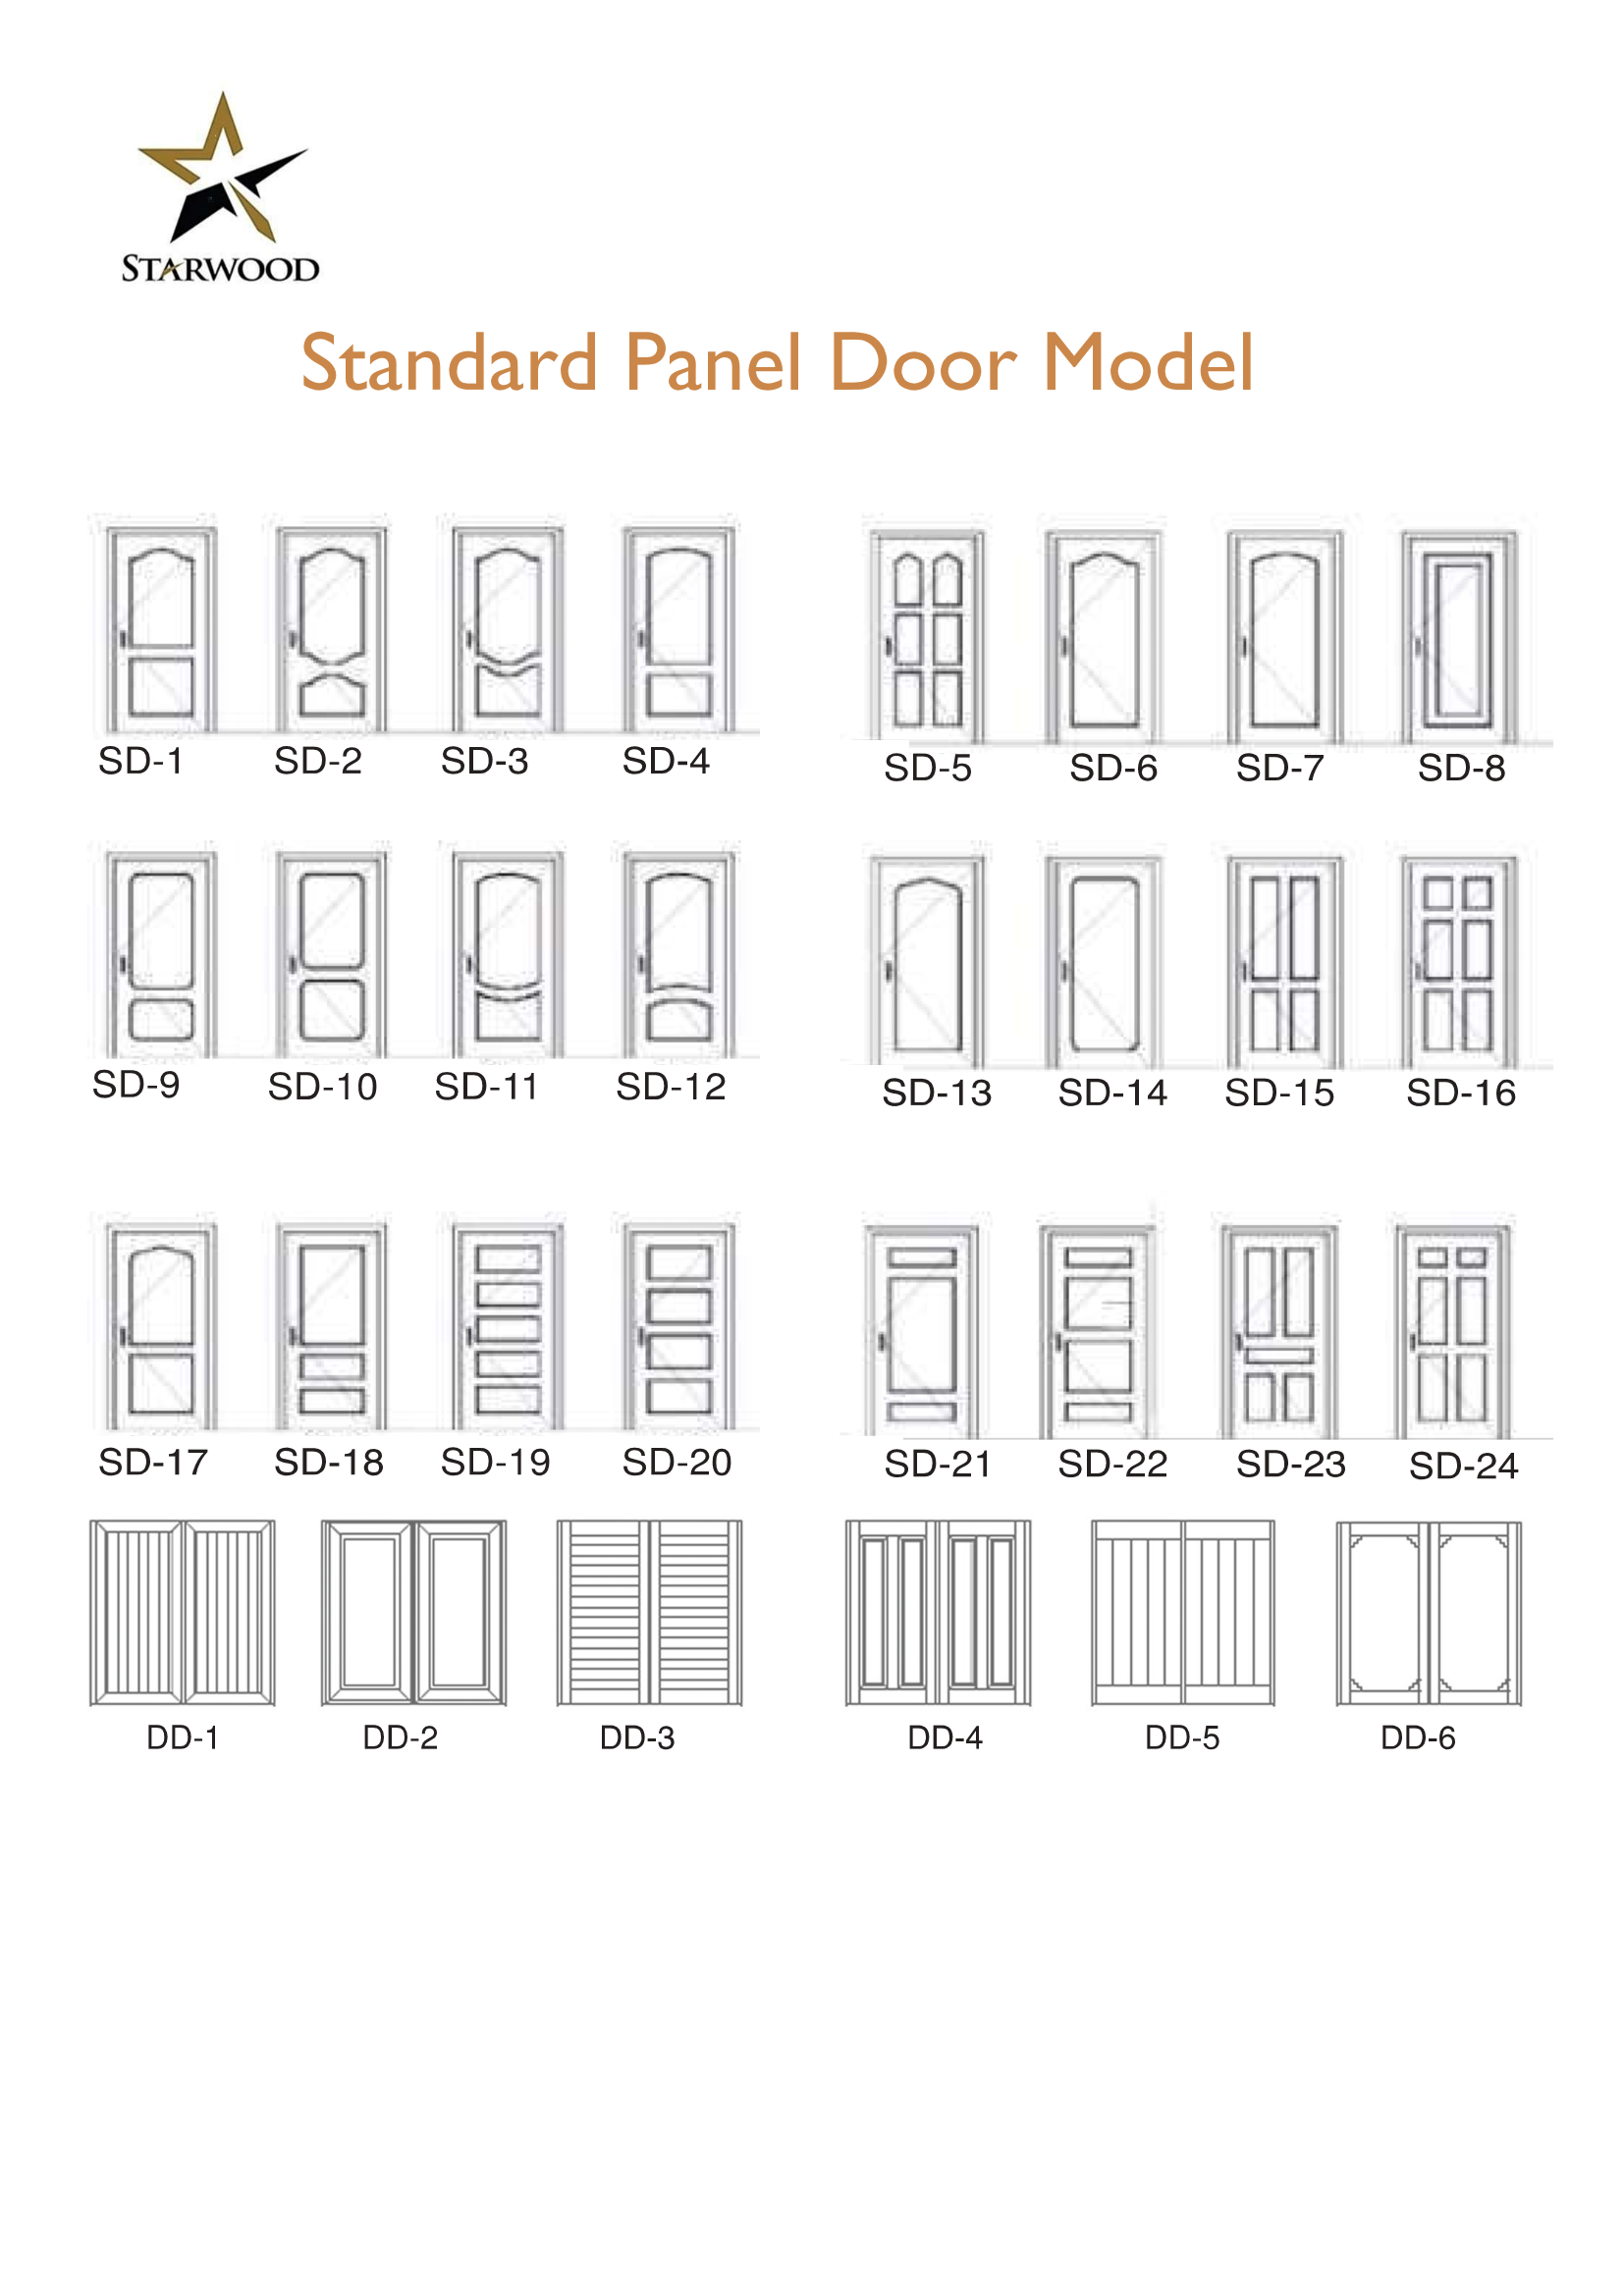 STARWOOD
Standard Panel Door Model
SD-1 SD-2 SD-3 SD-4 SD-5 SD-6 SD-7 SD-8
SD-9 SD-10 SD-11 SD-12 SD-13 SD-14 SD-15 SD-16
SD-17 SD-18 SD-19 SD-20 SD-21 SD-22 SD-23 SD-24
DD-1 DD-2 DD-3 DD-4 DD-5 DD-6